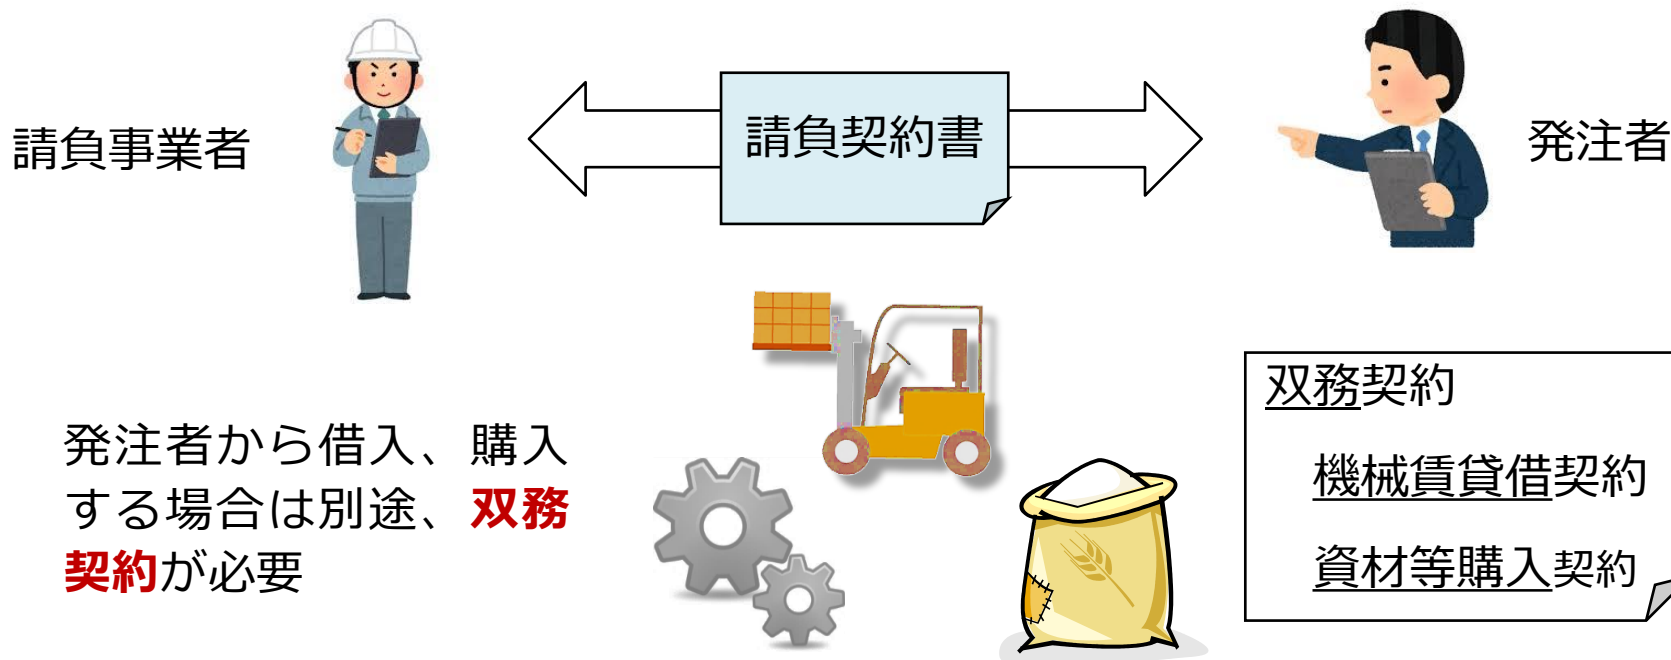 請負事業者
請負契約書
発注者
発注者から借入、購入
する場合は別途、双務
契約が必要
双務契約
機械賃貸借契約
資材等購入契約